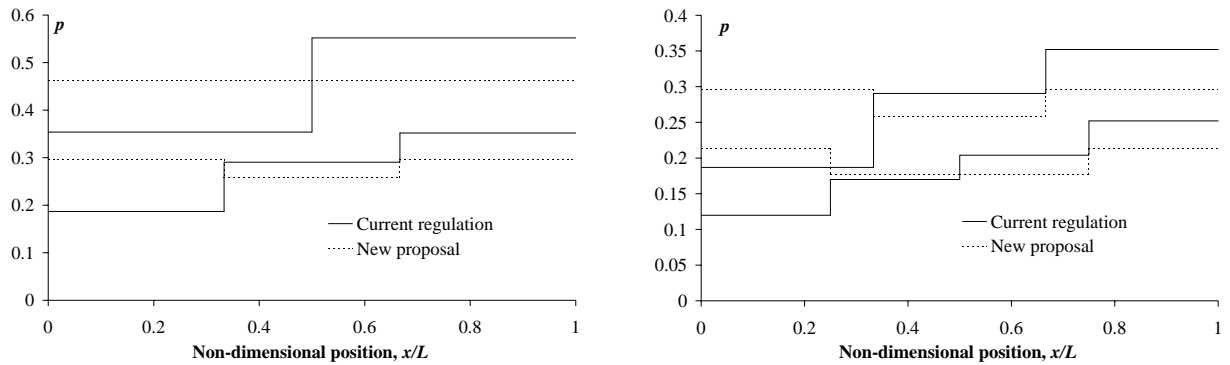 0.6
p
0.5
0.4
0.3
0.2
0.1
0
Current regulation
New proposal
0 0.2 0.4 0.6 0.8 1
Non-dimensional position, x/L
0.4
p
0.35
0.3
0.25
0.2
0.15
0.1
0.05
0
Current regulation
New proposal
0 0.2 0.4 0.6 0.8 1
Non-dimensional position, x/L